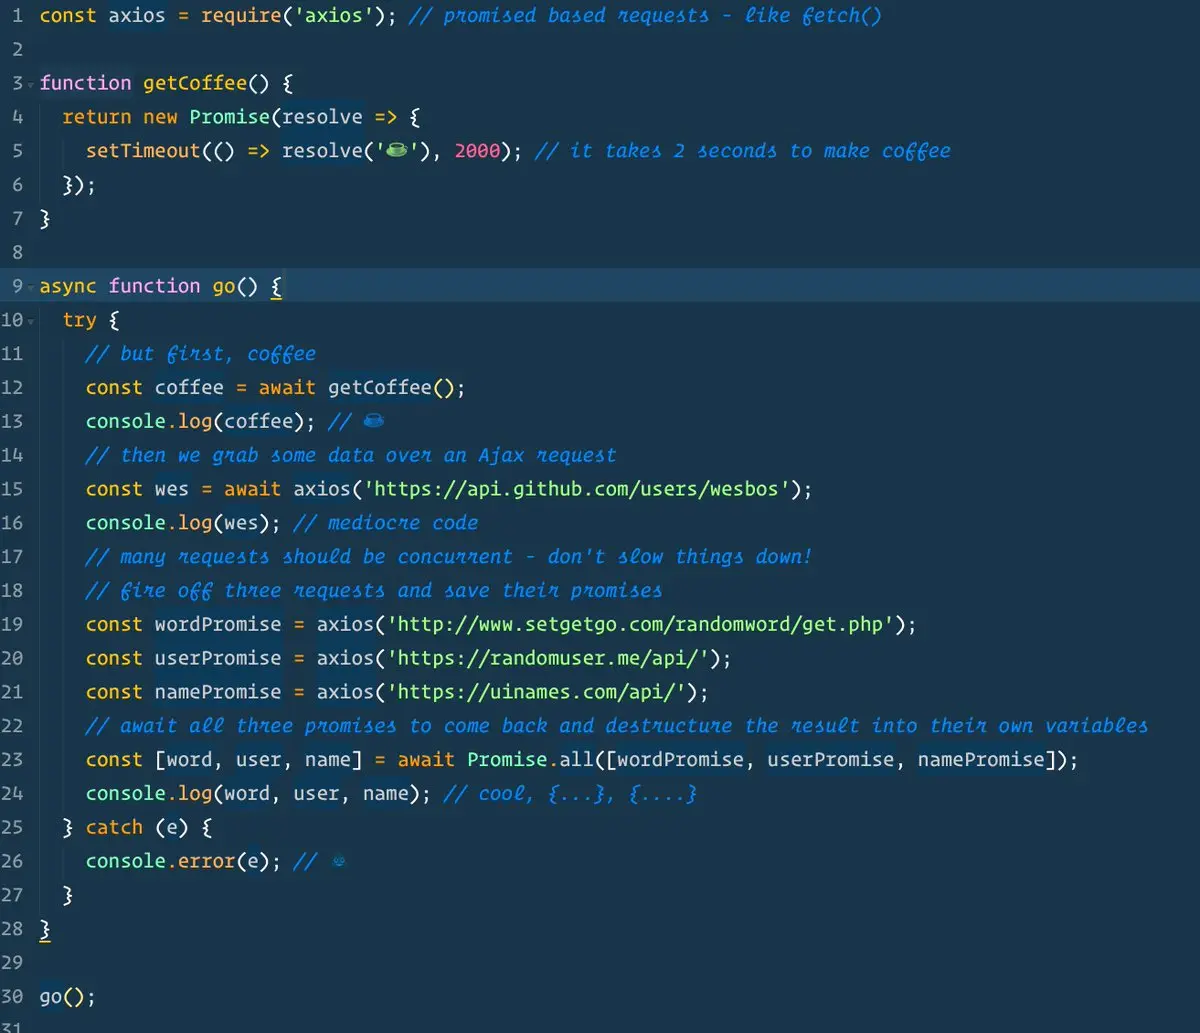 1 const axios = require('axios'); // promised based requests - like fetch()
2
3 function getCoffee() {
4   return new Promise(resolve => {
5     setTimeout(() => resolve('☕'), 2000); // it takes 2 seconds to make coffee
6   });
7 }
8
9 async function go() {
10   try {
11     // but first, coffee
12     const coffee = await getCoffee();
13     console.log(coffee); // ☕
14     // then we grab some data over an Ajax request
15     const wes = await axios('https://api.github.com/users/wesbos');
16     console.log(wes); // mediocre code
17     // many requests should be concurrent - don't slow things down!
18     // fire off three requests and save their promises
19     const wordPromise = axios('http://www.setgetgo.com/randomword/get.php');
20     const userPromise = axios('https://randomuser.me/api/');
21     const namePromise = axios('https://uinames.com/api/');
22     // await all three promises to come back and destructure the result into their own variables
23     const [word, user, name] = await Promise.all([wordPromise, userPromise, namePromise]);
24     console.log(word, user, name); // cool, {...}, {....}
25   } catch (e) {
26     console.error(e); //
27   }
28 }
29
30 go();
31